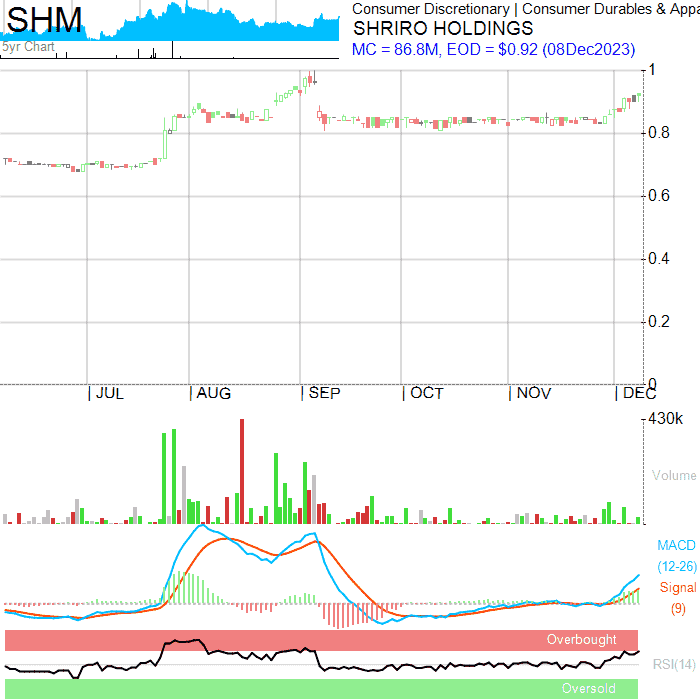 SHM
5yr Chart
Consumer Discretionary | Consumer Durables & Appa
SHRIRO HOLDINGS
MC = 86.8M, EOD = $0.92 (08Dec2023)
1
0.8
0.6
0.4
0.2
0
| JUL | AUG | SEP | OCT | NOV | DEC
430k
Volume
MACD
(12-26)
Signal
(9)
Overbought
RSI(14)
Oversold